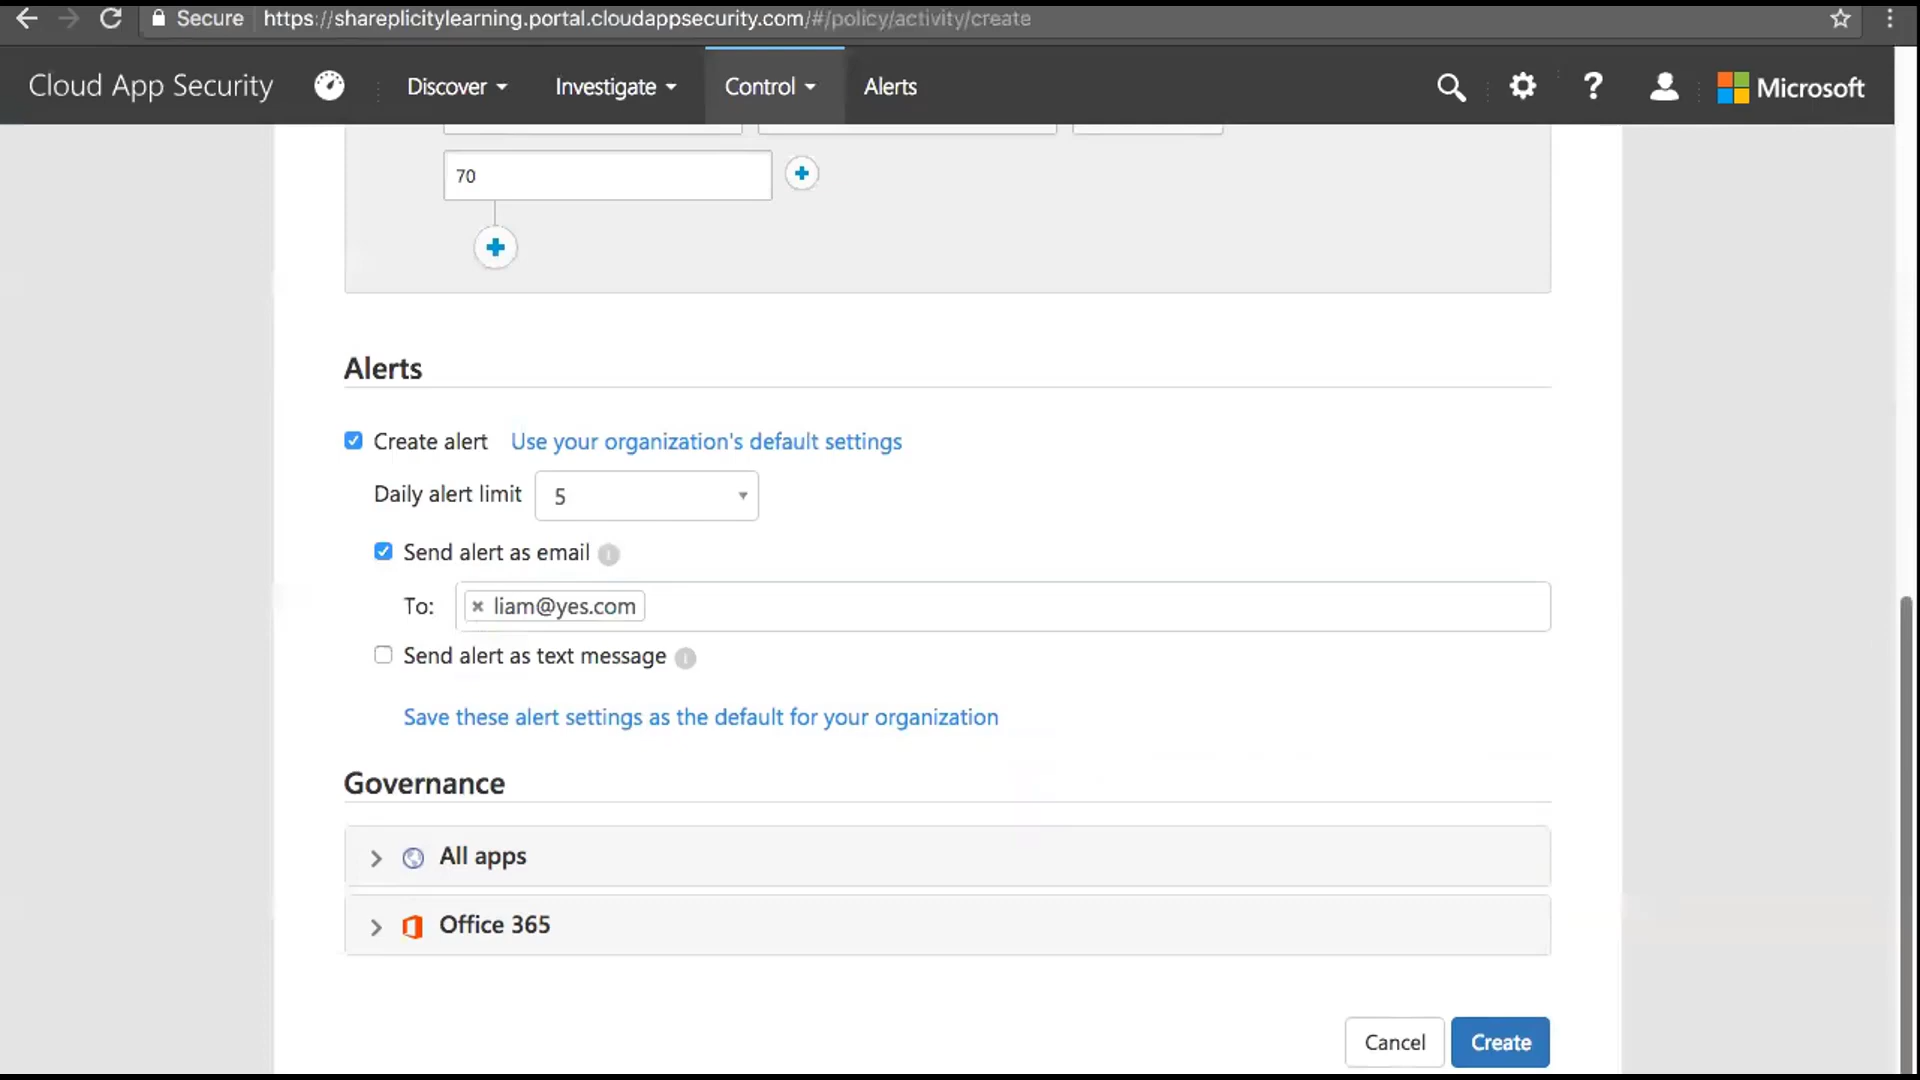 Secure https://shareplicitylearning.portal.cloudappsecurity.com/#/policy/activity/create
Cloud App Security Discover Investigate Control Alerts ? Microsoft
70
Alerts
Create alert Use your organization's default settings
Daily alert limit 5
Send alert as email
To: × liam@yes.com
Send alert as text message
Save these alert settings as the default for your organization
Governance
All apps
Office 365
Cancel Create